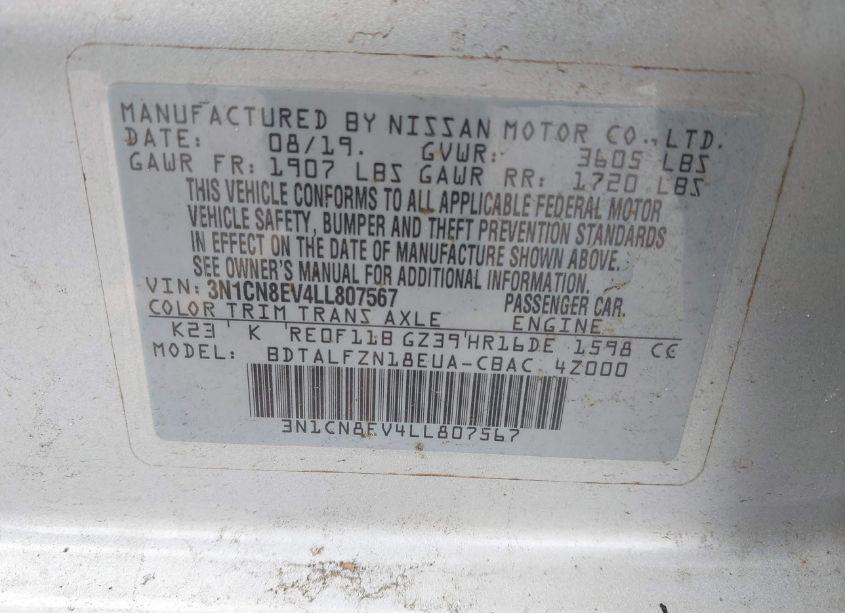 MANUFACTURED BY NISSAN MOTOR CO., LTD.
DATE: 08/19. GVWR: 3605 LBS
GAWR FR: 1907 LBS GAWR RR: 1720 LBS
THIS VEHICLE CONFORMS TO ALL APPLICABLE FEDERAL MOTOR
VEHICLE SAFETY, BUMPER AND THEFT PREVENTION STANDARDS
IN EFFECT ON THE DATE OF MANUFACTURE SHOWN ABOVE.
SEE OWNER'S MANUAL FOR ADDITIONAL INFORMATION.
VIN: 3N1CN8EV4LL807567 PASSENGER CAR.
COLOR TRIM TRANS AXLE ENGINE
K23 ' K 'RE0F11B GZ39'HR16DE 1598 CC
MODEL: BDTALFZN18EUA-CBAC 4Z000
3N1CN8EV4LL807567